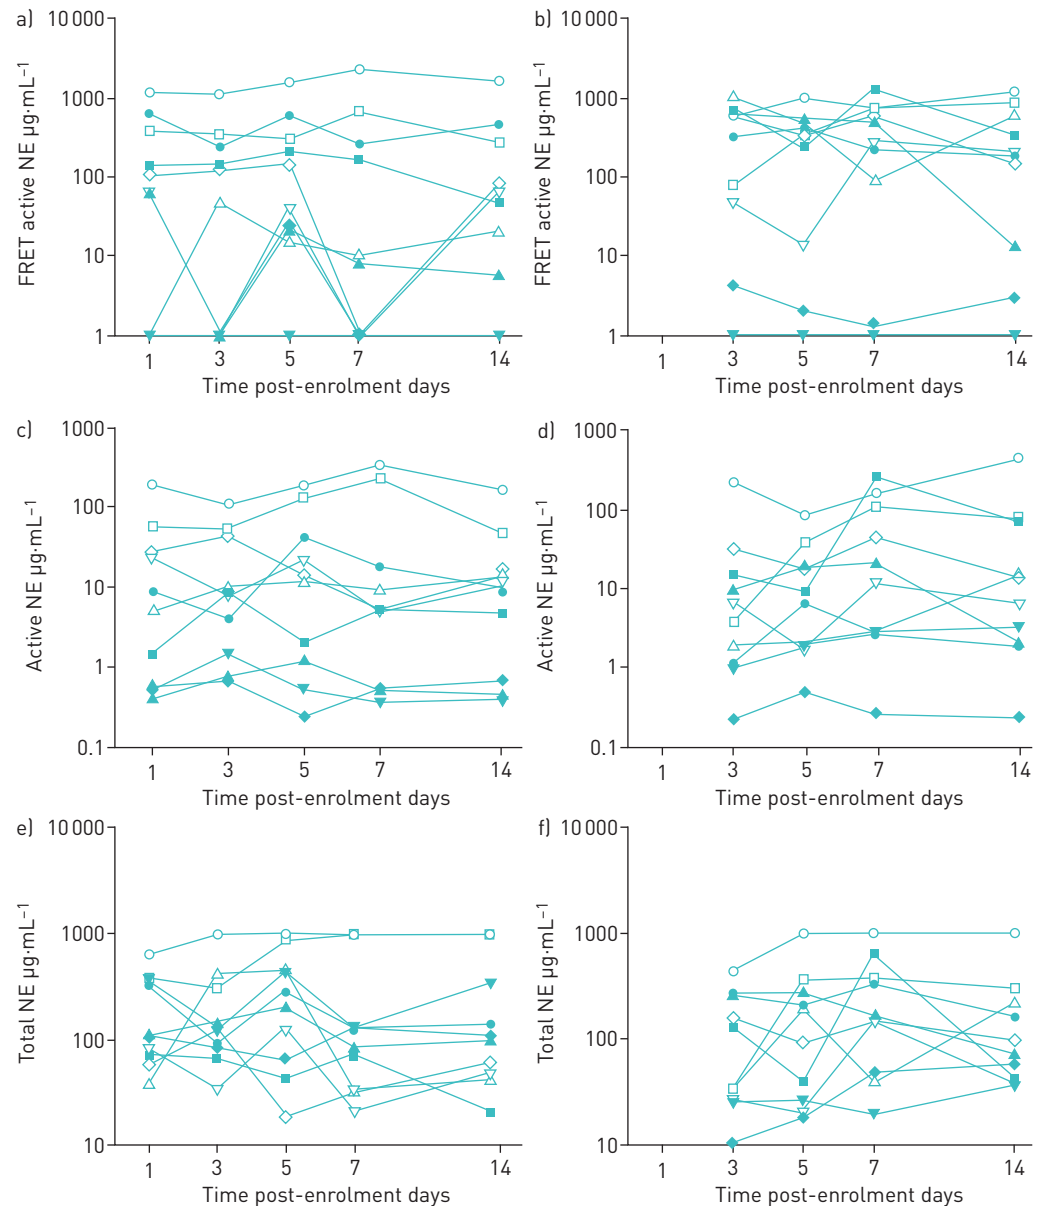 a)
10 000
1000
100
10
1
FRET active NE µg·mL⁻¹
1 3 5 7 14
Time post-enrolment days
b)
10 000
1000
100
10
1
FRET active NE µg·mL⁻¹
1 3 5 7 14
Time post-enrolment days
c)
1000
100
10
1
0.1
Active NE µg·mL⁻¹
1 3 5 7 14
Time post-enrolment days
d)
1000
100
10
1
0.1
Active NE µg·mL⁻¹
1 3 5 7 14
Time post-enrolment days
e)
10 000
1000
100
10
Total NE µg·mL⁻¹
1 3 5 7 14
Time post-enrolment days
f)
10 000
1000
100
10
Total NE µg·mL⁻¹
1 3 5 7 14
Time post-enrolment days